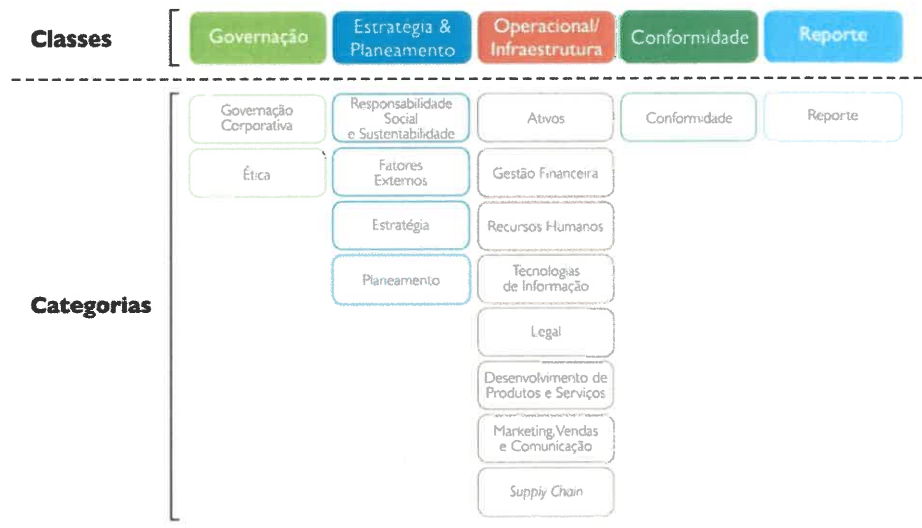 Classes
Governação
Estratégia &
Planeamento
Operacional/
Infraestrutura
Conformidade
Reporte
Categorias
Governação
Corporativa
Ética
Responsabilidade
Social
e Sustentabilidade
Fatores
Externos
Estratégia
Planeamento
Ativos
Gestão Financeira
Recursos Humanos
Tecnologias
de Informação
Legal
Desenvolvimento de
Produtos e Serviços
Marketing, Vendas
e Comunicação
Supply Chain
Conformidade
Reporte